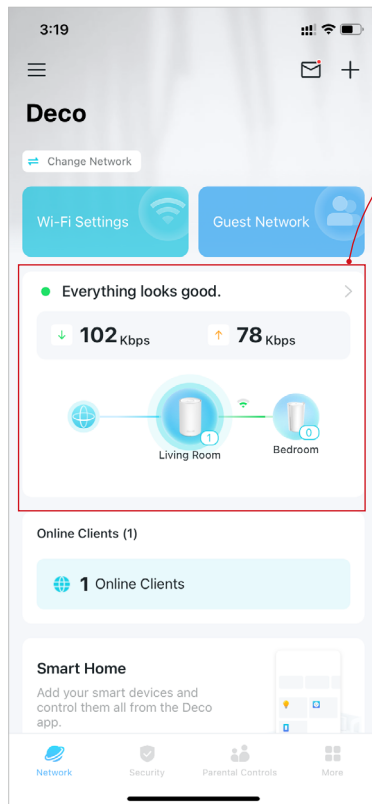 3:19
Deco
Change Network
Wi-Fi Settings
Guest Network
Everything looks good.
102 Kbps
78 Kbps
1
0
Living Room
Bedroom
Online Clients (1)
1 Online Clients
Smart Home
Add your smart devices and
control them all from the Deco
app.
Network
Security
Parental Controls
More